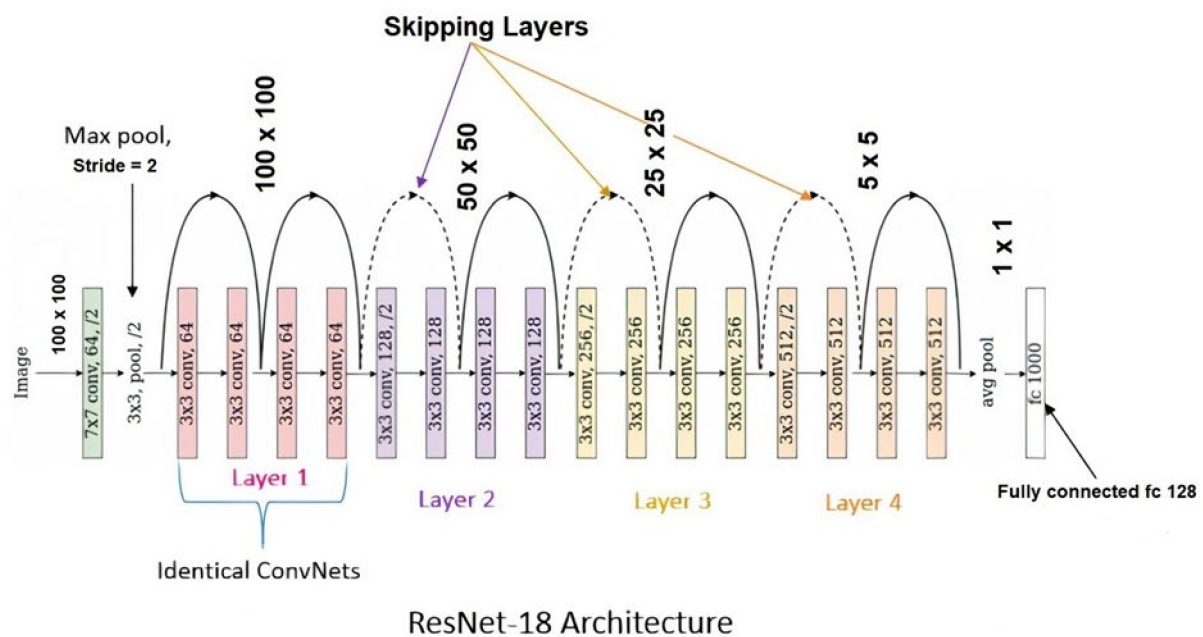 Skipping Layers
Max pool,
Stride = 2
100 x 100
50 x 50
25 x 25
5 x 5
1 x 1
Image
100 x 100
7x7 conv, 64, /2
3x3, pool, /2
3x3 conv, 64
3x3 conv, 64
3x3 conv, 64
3x3 conv, 64
3x3 conv, 128, /2
3x3 conv, 128
3x3 conv, 128
3x3 conv, 128
3x3 conv, 256, /2
3x3 conv, 256
3x3 conv, 256
3x3 conv, 256
3x3 conv, 512, /2
3x3 conv, 512
3x3 conv, 512
3x3 conv, 512
avg pool
fc 1000
Layer 1
Layer 2
Layer 3
Layer 4
Fully connected fc 128
Identical ConvNets
ResNet-18 Architecture